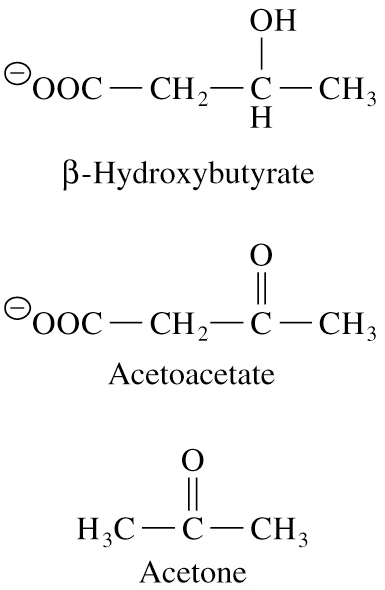 OH
⊖OOC — CH₂ — C — CH₃
H
β-Hydroxybutyrate
O
⊖OOC — CH₂ — C — CH₃
Acetoacetate
O
H₃C — C — CH₃
Acetone